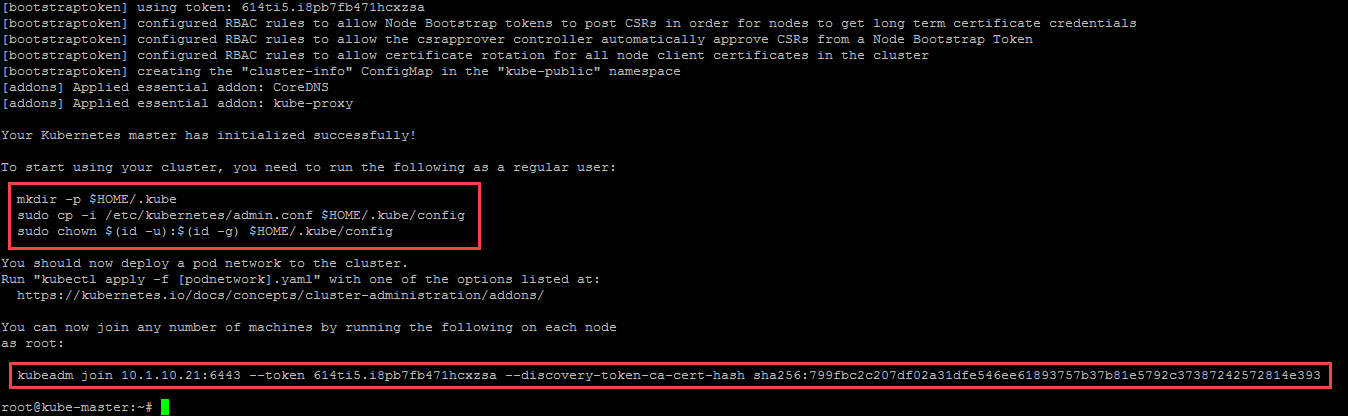 [bootstraptoken] using token: 614ti5.i8pb7fb471hcxzsa
[bootstraptoken] configured RBAC rules to allow Node Bootstrap tokens to post CSRs in order for nodes to get long term certificate credentials
[bootstraptoken] configured RBAC rules to allow the csrapprover controller automatically approve CSRs from a Node Bootstrap Token
[bootstraptoken] configured RBAC rules to allow certificate rotation for all node client certificates in the cluster
[bootstraptoken] creating the "cluster-info" ConfigMap in the "kube-public" namespace
[addons] Applied essential addon: CoreDNS
[addons] Applied essential addon: kube-proxy
Your Kubernetes master has initialized successfully!
To start using your cluster, you need to run the following as a regular user:
mkdir -p $HOME/.kube
sudo cp -i /etc/kubernetes/admin.conf $HOME/.kube/config
sudo chown $(id -u):$(id -g) $HOME/.kube/config
You should now deploy a pod network to the cluster.
Run "kubectl apply -f [podnetwork].yaml" with one of the options listed at:
https://kubernetes.io/docs/concepts/cluster-administration/addons/
You can now join any number of machines by running the following on each node
as root:
kubeadm join 10.1.10.21:6443 --token 614ti5.i8pb7fb471hcxzsa --discovery-token-ca-cert-hash sha256:799fbc2c207df02a31dfe546ee61893757b37b81e5792c37387242572814e393
root@kube-master:~#